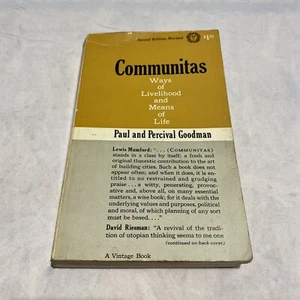 Second Edition Revised
Communitas
Ways
of
Livelihood
and
Means
of
Life
Paul and Percival Goodman
Lewis Mumford: ". . . (COMMUNITAS)
stands in a class by itself: a fresh and
original theoretic contribution to the art
of building cities. Such a book does not
appear often; and when it does, it is en-
titled to no restrained and grudging
praise . . . a witty, penetrating, provoc-
ative and, above all, on many essential
matters, a wise book; for it deals with the
underlying values and purposes, political
and moral, of which planning of any sort
must be based. . . ."
David Riesman: "A revival of the tradi-
tion of utopian thinking seems to me one
(continued on back cover)
A Vintage Book